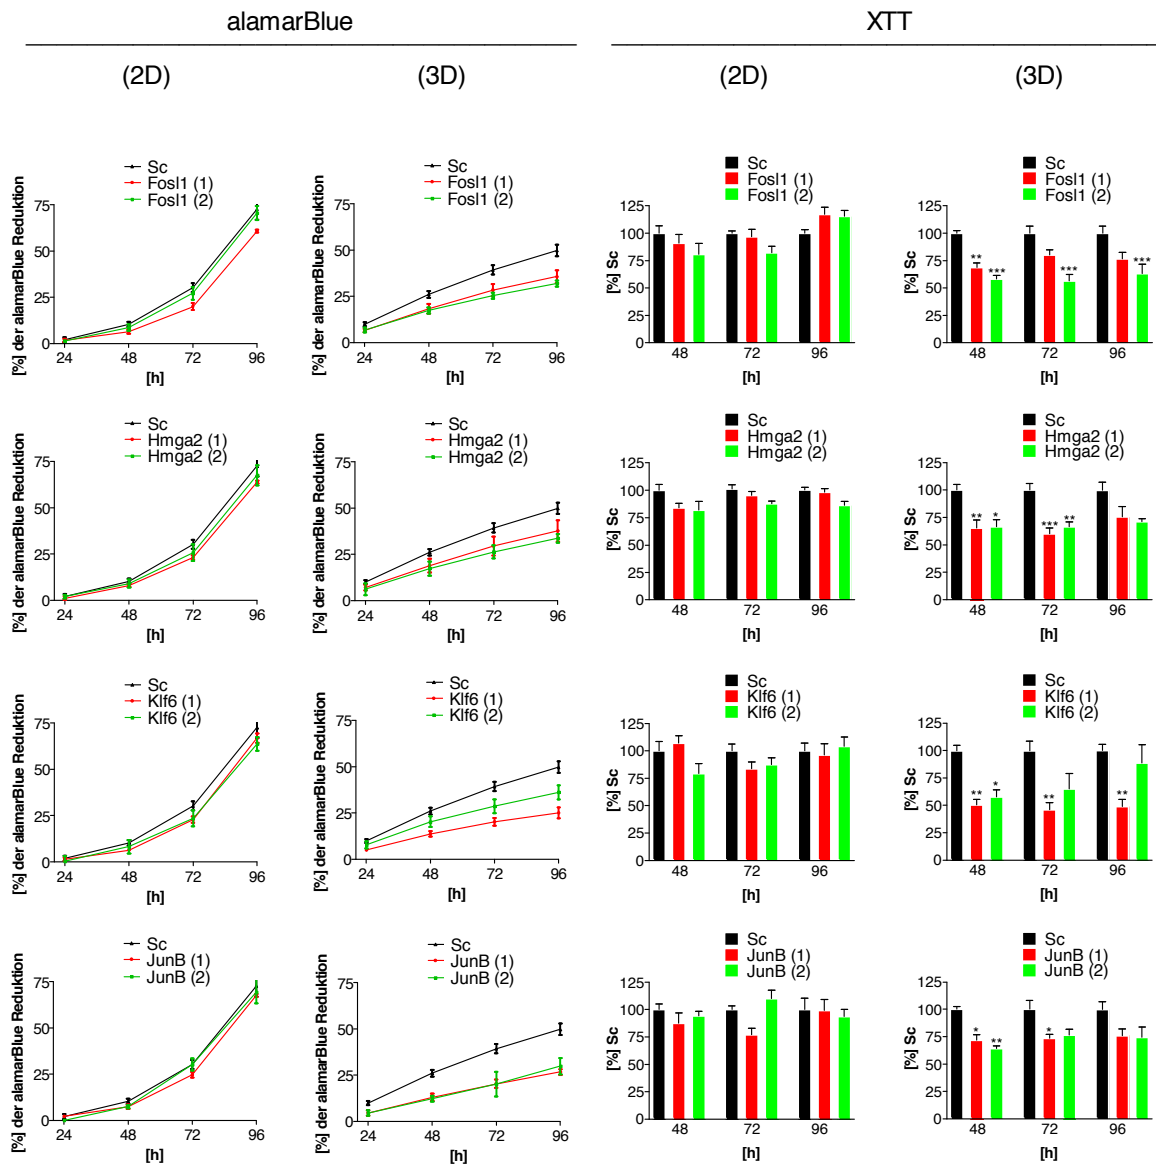 alamarBlue
XTT
(2D)
(3D)
(2D)
(3D)
Sc
Fosl1 (1)
Fosl1 (2)
[%] der alamarBlue Reduktion
75
50
25
0
24 48 72 96
[h]
Sc
Fosl1 (1)
Fosl1 (2)
[%] der alamarBlue Reduktion
75
50
25
0
24 48 72 96
[h]
Sc
Fosl1 (1)
Fosl1 (2)
[%] Sc
125
100
75
50
25
0
48 72 96
[h]
Sc
Fosl1 (1)
Fosl1 (2)
[%] Sc
125
100
75
50
25
0
** *** *** ***
48 72 96
[h]
Sc
Hmga2 (1)
Hmga2 (2)
[%] der alamarBlue Reduktion
75
50
25
0
24 48 72 96
[h]
Sc
Hmga2 (1)
Hmga2 (2)
[%] der alamarBlue Reduktion
75
50
25
0
24 48 72 96
[h]
Sc
Hmga2 (1)
Hmga2 (2)
[%] Sc
125
100
75
50
25
0
48 72 96
[h]
Sc
Hmga2 (1)
Hmga2 (2)
[%] Sc
125
100
75
50
25
0
** * *** **
48 72 96
[h]
Sc
Klf6 (1)
Klf6 (2)
[%] der alamarBlue Reduktion
75
50
25
0
24 48 72 96
[h]
Sc
Klf6 (1)
Klf6 (2)
[%] der alamarBlue Reduktion
75
50
25
0
24 48 72 96
[h]
Sc
Klf6 (1)
Klf6 (2)
[%] Sc
125
100
75
50
25
0
48 72 96
[h]
Sc
Klf6 (1)
Klf6 (2)
[%] Sc
125
100
75
50
25
0
** * ** **
48 72 96
[h]
Sc
JunB (1)
JunB (2)
[%] der alamarBlue Reduktion
75
50
25
0
24 48 72 96
[h]
Sc
JunB (1)
JunB (2)
[%] der alamarBlue Reduktion
75
50
25
0
24 48 72 96
[h]
Sc
JunB (1)
JunB (2)
[%] Sc
125
100
75
50
25
0
48 72 96
[h]
Sc
JunB (1)
JunB (2)
[%] Sc
125
100
75
50
25
0
* ** *
48 72 96
[h]